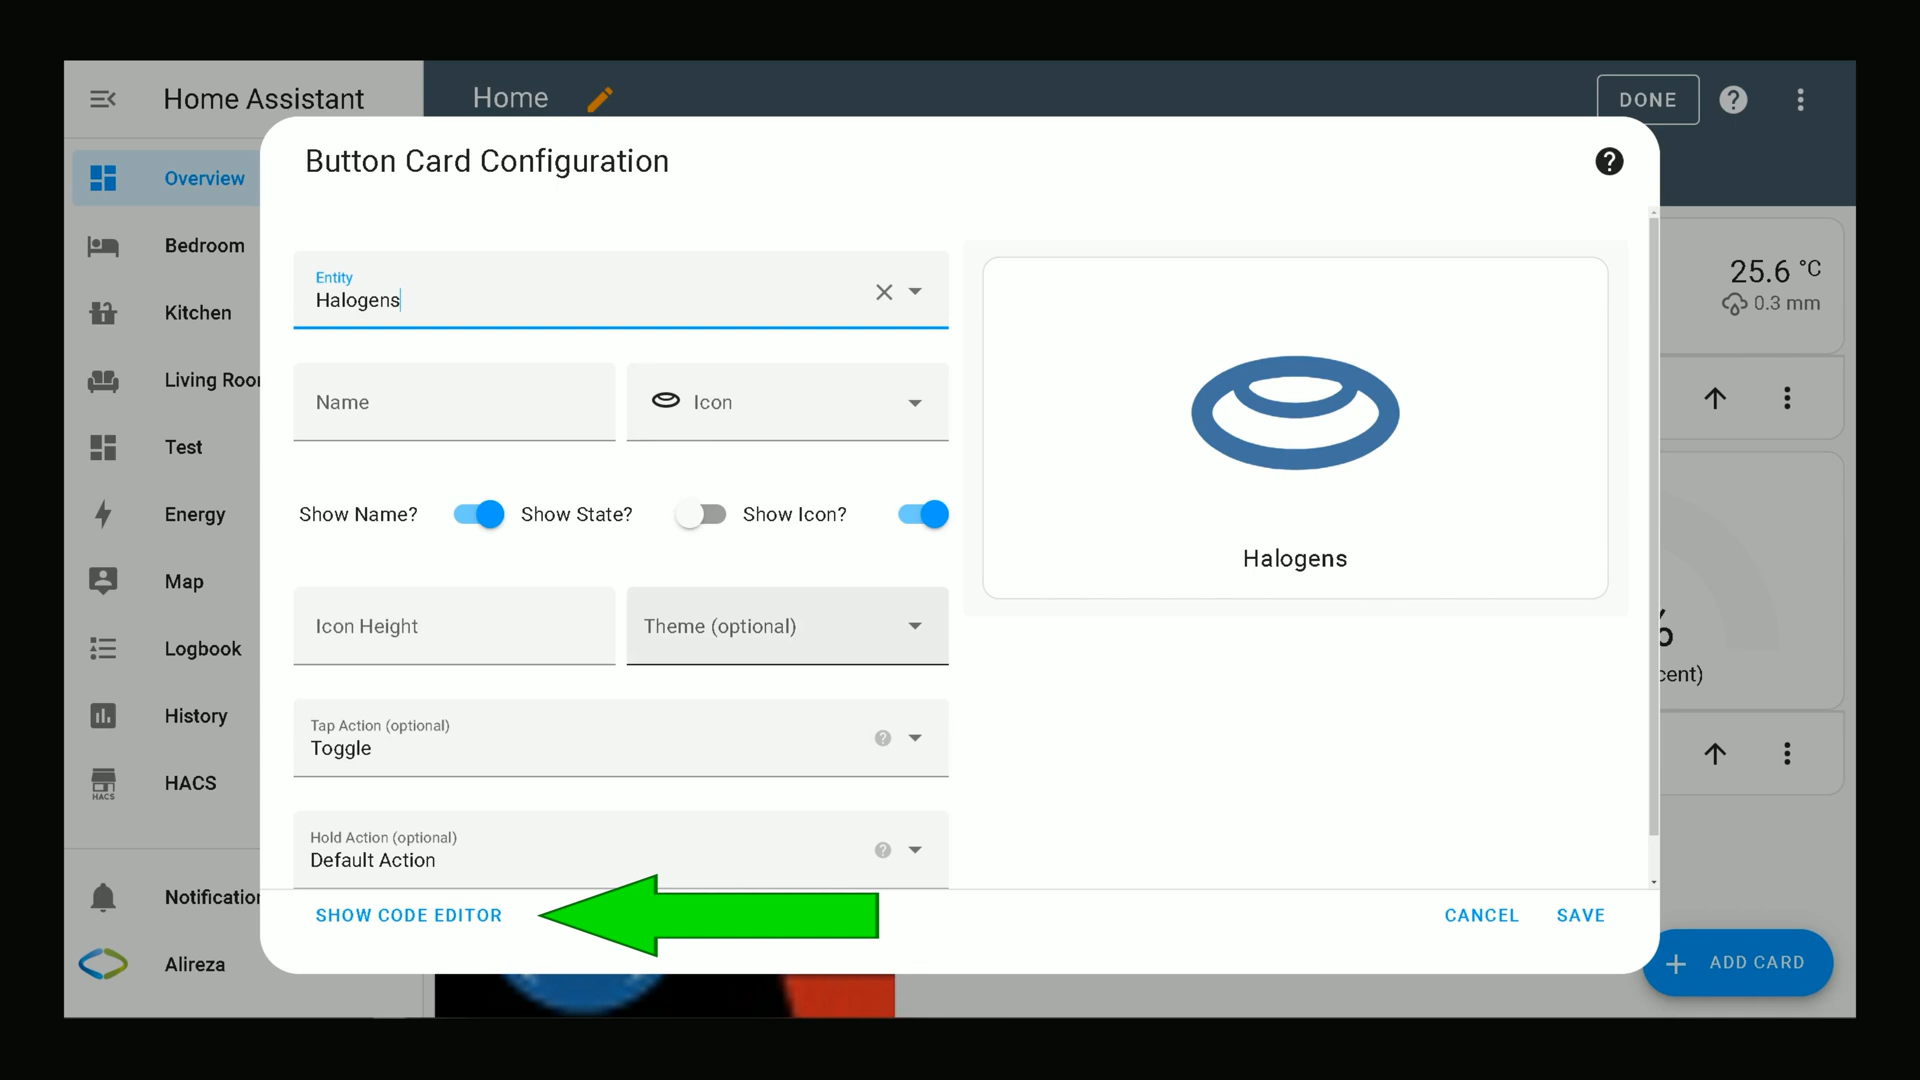 Home Assistant
Home
DONE
Button Card Configuration
Overview
Bedroom
Kitchen
Living Roo
Test
Energy
Map
Logbook
History
HACS
HACS
Notification
Alireza
Entity
Halogens
Name
Icon
Show Name?
Show State?
Show Icon?
Icon Height
Theme (optional)
Tap Action (optional)
Toggle
Hold Action (optional)
Default Action
Halogens
25.6 °C
0.3 mm
%
cent)
SHOW CODE EDITOR
CANCEL
SAVE
ADD CARD